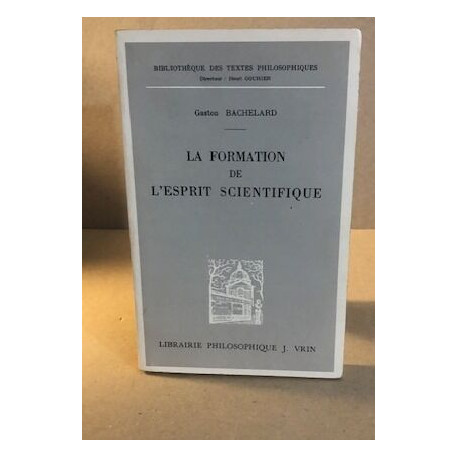 BIBLIOTHÈQUE DES TEXTES PHILOSOPHIQUES
Directeur : Henri GOUHIER
Gaston BACHELARD
LA FORMATION
DE
L'ESPRIT SCIENTIFIQUE
LIBRAIRIE PHILOSOPHIQUE J. VRIN